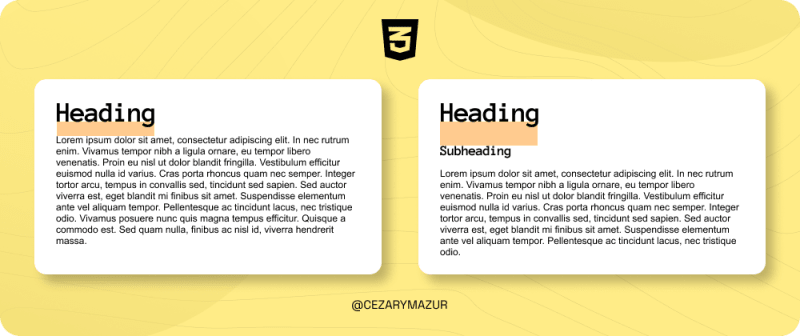 Heading
Lorem ipsum dolor sit amet, consectetur adipiscing elit. In nec rutrum
enim. Vivamus tempor nibh a ligula ornare, eu tempor libero
venenatis. Proin eu nisl ut dolor blandit fringilla. Vestibulum efficitur
euismod nulla id varius. Cras porta rhoncus quam nec semper. Integer
tortor arcu, tempus in convallis sed, tincidunt sed sapien. Sed auctor
viverra est, eget blandit mi finibus sit amet. Suspendisse elementum
ante vel aliquam tempor. Pellentesque ac tincidunt lacus, nec tristique
odio. Vivamus posuere nunc quis magna tempus efficitur. Quisque a
commodo est. Sed quam nulla, finibus ac nisl id, viverra hendrerit
massa.
Heading
Subheading
Lorem ipsum dolor sit amet, consectetur adipiscing elit. In nec rutrum
enim. Vivamus tempor nibh a ligula ornare, eu tempor libero
venenatis. Proin eu nisl ut dolor blandit fringilla. Vestibulum efficitur
euismod nulla id varius. Cras porta rhoncus quam nec semper. Integer
tortor arcu, tempus in convallis sed, tincidunt sed sapien. Sed auctor
viverra est, eget blandit mi finibus sit amet. Suspendisse elementum
ante vel aliquam tempor. Pellentesque ac tincidunt lacus, nec tristique
odio.
@CEZARYMAZUR